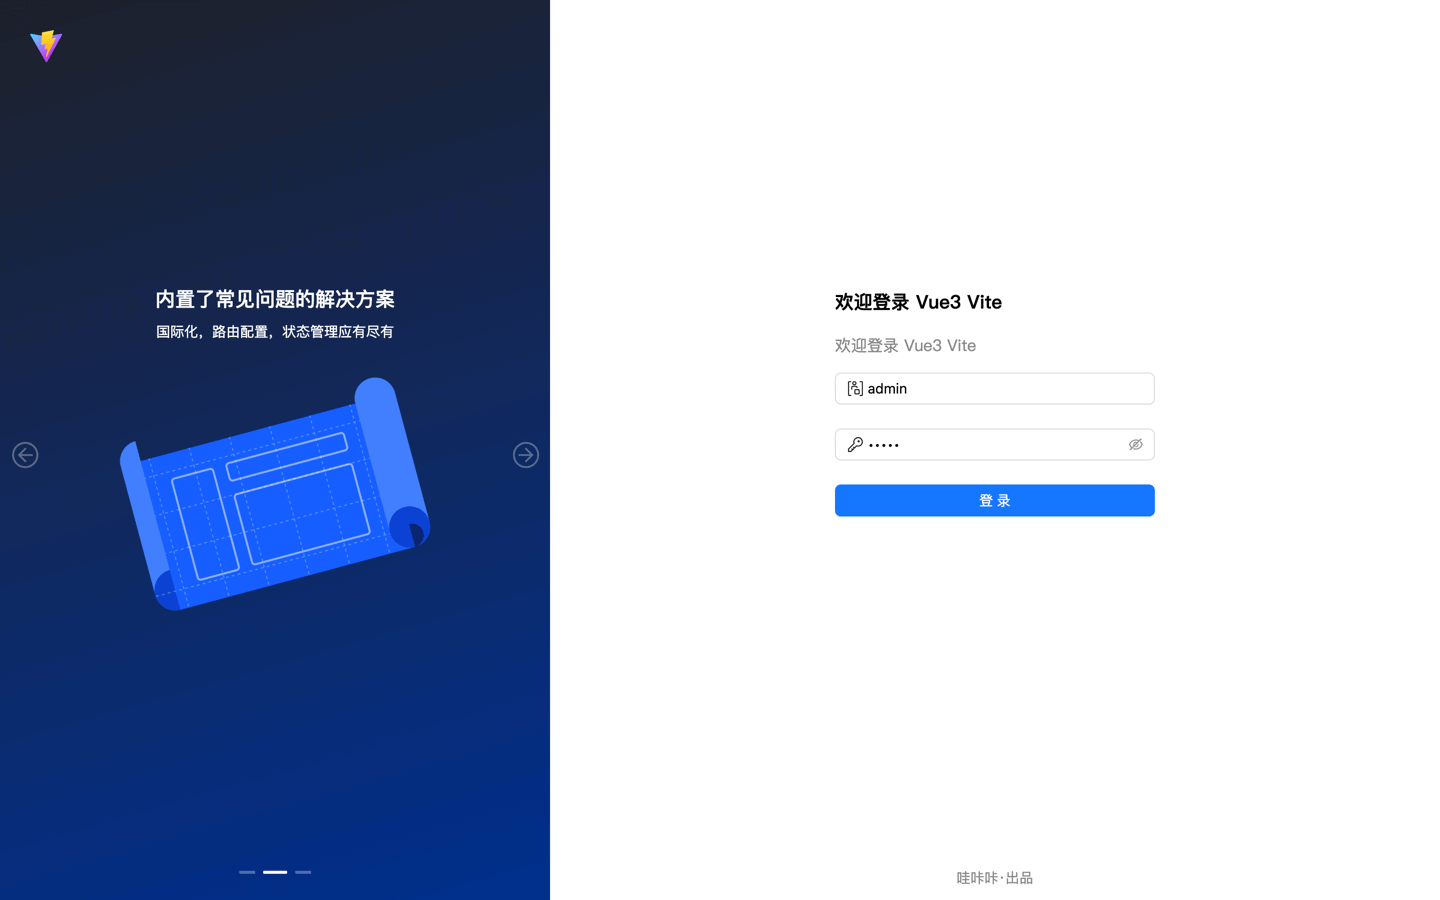 内置了常见问题的解决方案
国际化，路由配置，状态管理应有尽有
欢迎登录 Vue3 Vite
欢迎登录 Vue3 Vite
admin
•••••
登 录
哇咔咔·出品